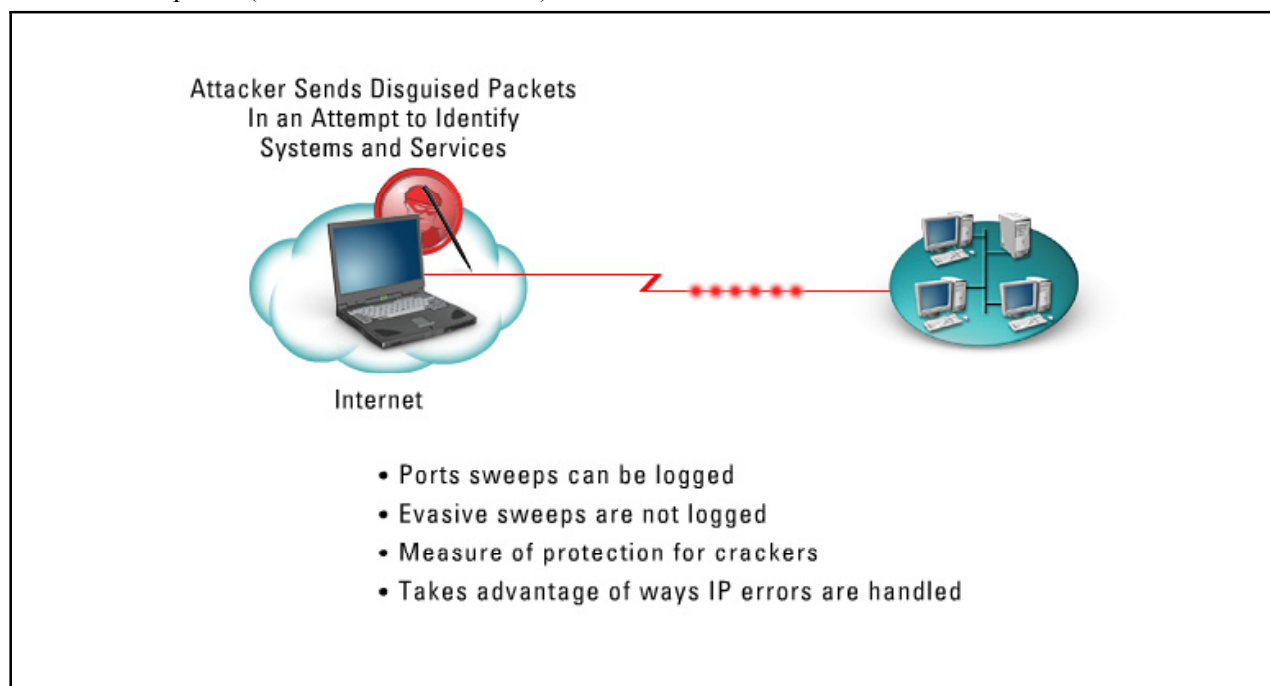 Attacker Sends Disguised Packets
In an Attempt to Identify
Systems and Services
Internet
• Ports sweeps can be logged
• Evasive sweeps are not logged
• Measure of protection for crackers
• Takes advantage of ways IP errors are handled